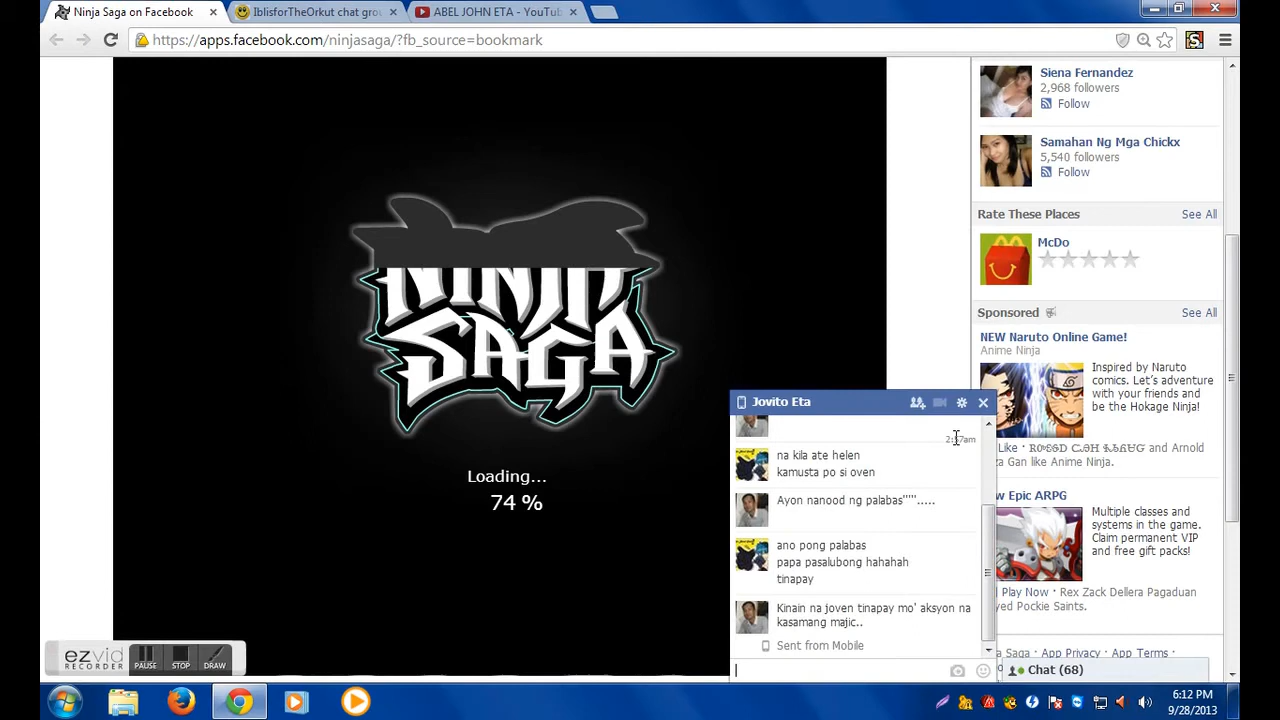 Ninja Saga on Facebook
IblisforTheOrkut chat grou
ABEL JOHN ETA - YouTub
https://apps.facebook.com/ninjasaga/?fb_source=bookmark
NINJA
SAGA
Loading...
74 %
Siena Fernandez
2,968 followers
Follow
Samahan Ng Mga Chickx
5,540 followers
Follow
Rate These Places
See All
McDo
Sponsored
See All
NEW Naruto Online Game!
Anime Ninja
Inspired by Naruto
comics. Let's adventure
with your friends and
be the Hokage Ninja!
Like · and Arnold
za Gan like Anime Ninja.
w Epic ARPG
Multiple classes and
systems in the game.
Claim permanent VIP
and free gift packs!
Play Now · Rex Zack Dellera Pagaduan
yed Pockie Saints.
a Saga · App Privacy · App Terms ·
Chat (68)
Jovito Eta
na kila ate helen
kamusta po si oven
Ayon nanood ng palabas''''''.....
ano pong palabas
papa pasalubong hahahah
tinapay
Kinain na joven tinapay mo' aksyon na
kasamang majic..
Sent from Mobile
ezvid
RECORDER
PAUSE
STOP
DRAW
6:12 PM
9/28/2013